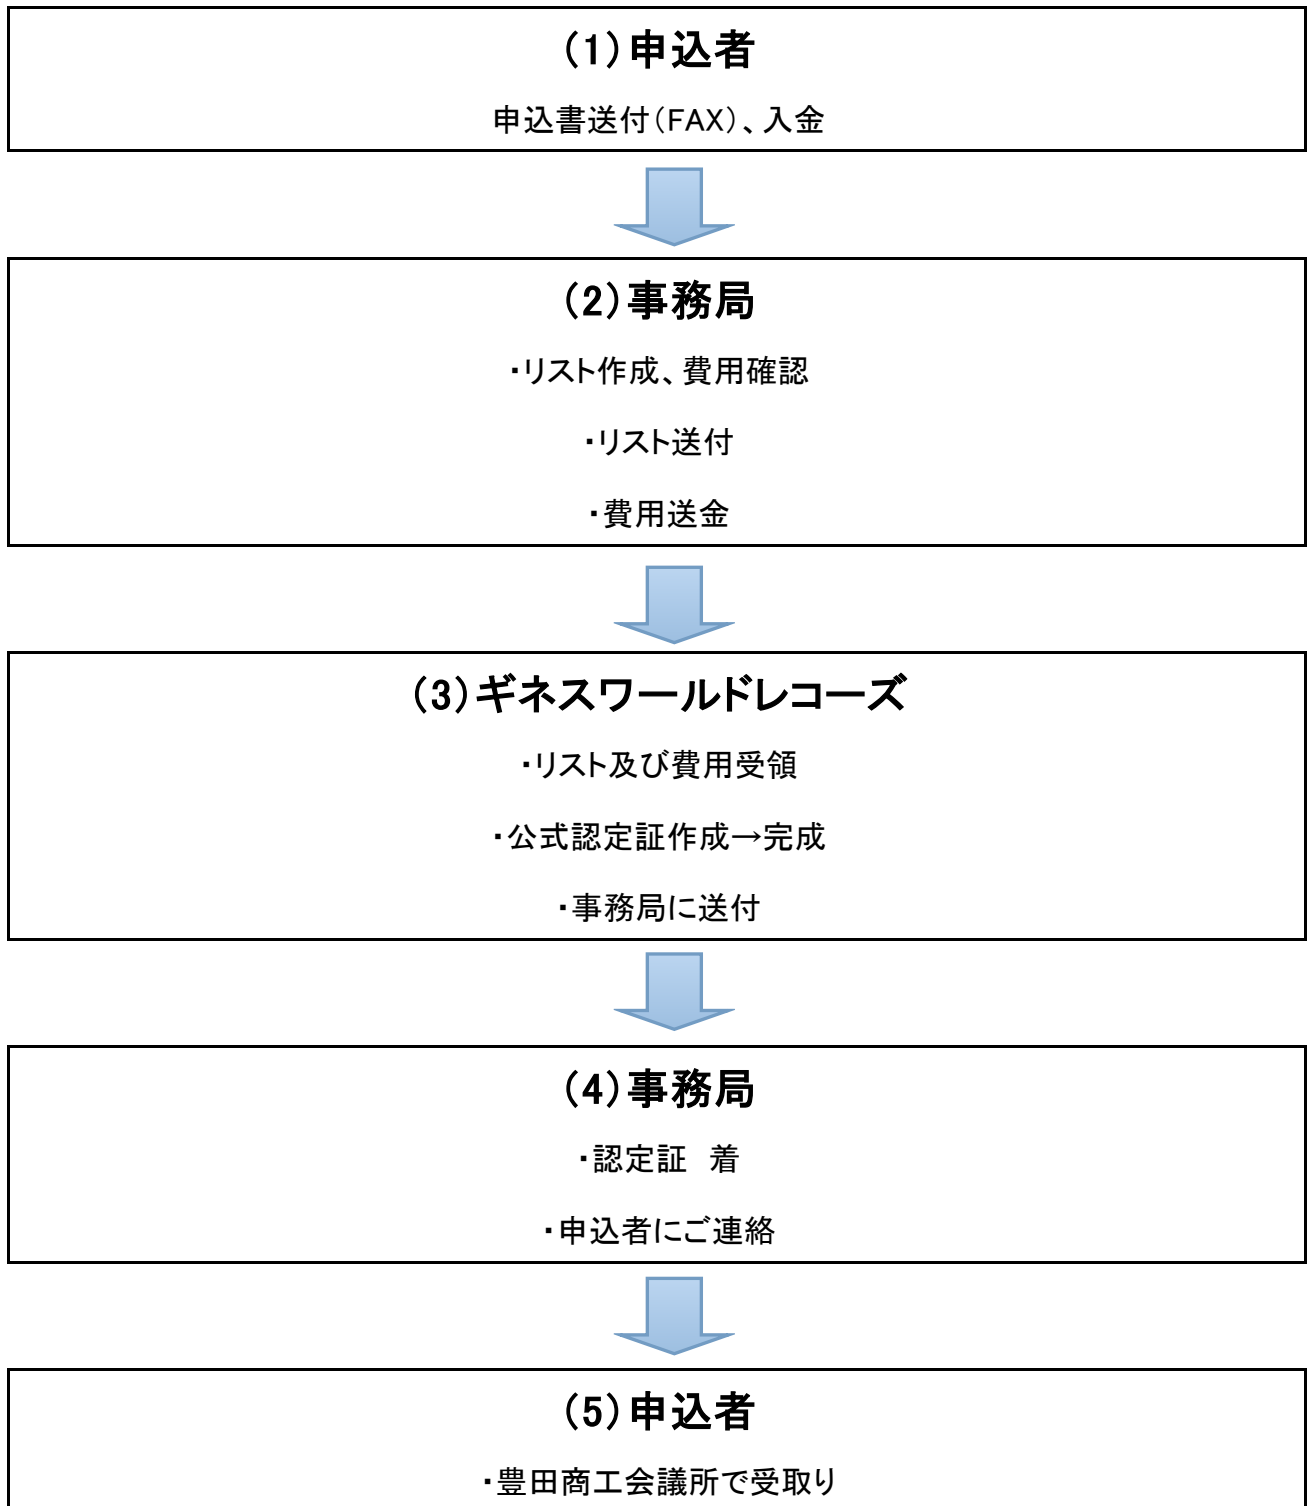 (1)申込者
申込書送付(FAX)、入金
(2)事務局
・リスト作成、費用確認
・リスト送付
・費用送金
(3)ギネスワールドレコーズ
・リスト及び費用受領
・公式認定証作成→完成
・事務局に送付
(4)事務局
・認定証　着
・申込者にご連絡
(5)申込者
・豊田商工会議所で受取り